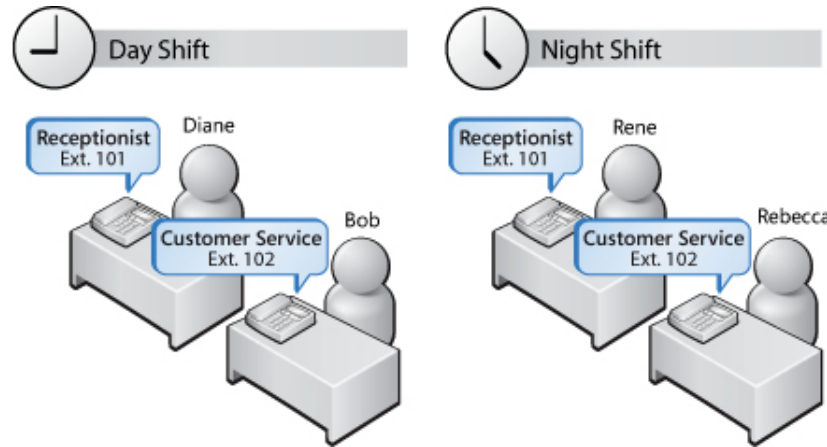 Day Shift
Night Shift
Diane
Receptionist
Ext. 101
Bob
Customer Service
Ext. 102
Rene
Receptionist
Ext. 101
Rebecca
Customer Service
Ext. 102